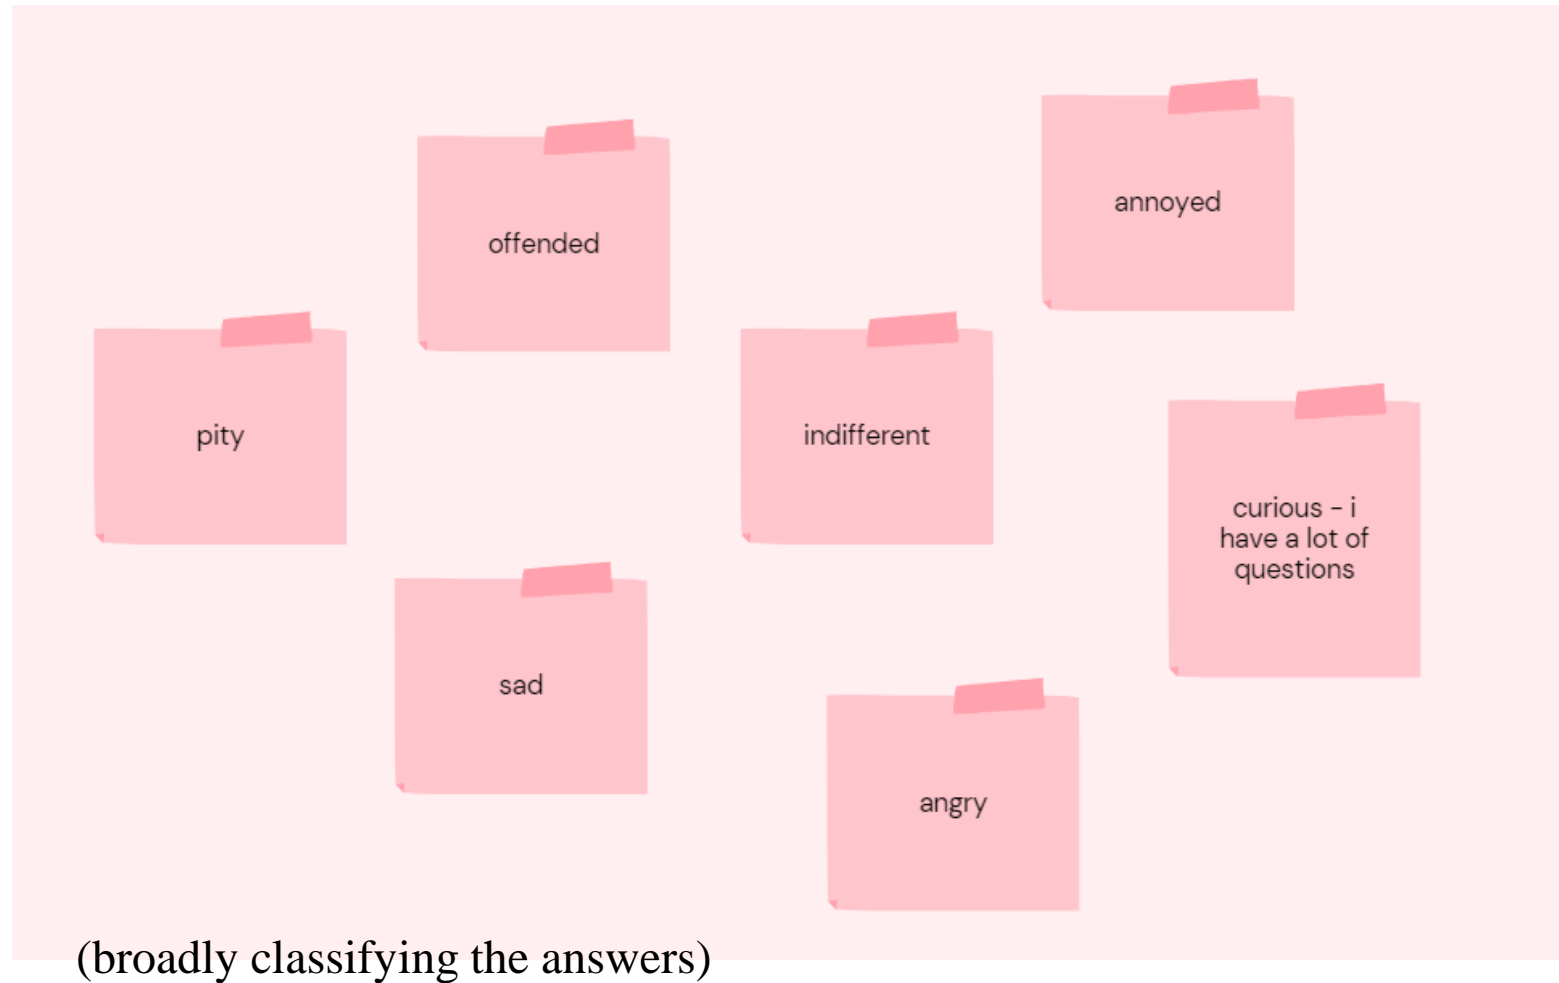 annoyed
offended
pity
indifferent
curious - i
have a lot of
questions
sad
angry
(broadly classifying the answers)